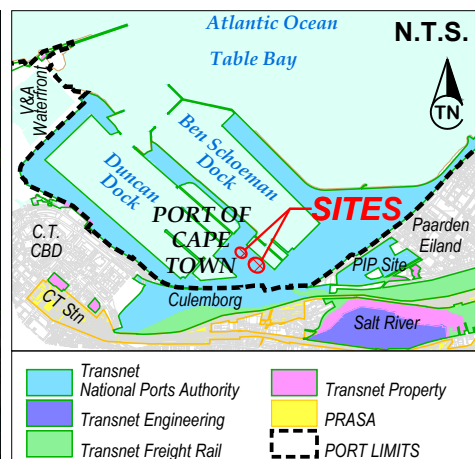 Atlantic Ocean
Table Bay
N.T.S.
TN
V&A
Waterfront
Ben Schoeman
Dock
Duncan
Dock
PORT OF
CAPE
TOWN
SITES
C.T.
CBD
Paarden
Eiland
PIP Site
CT Stn
Culemborg
Salt River
Transnet
National Ports Authority
Transnet Engineering
Transnet Freight Rail
Transnet Property
PRASA
PORT LIMITS